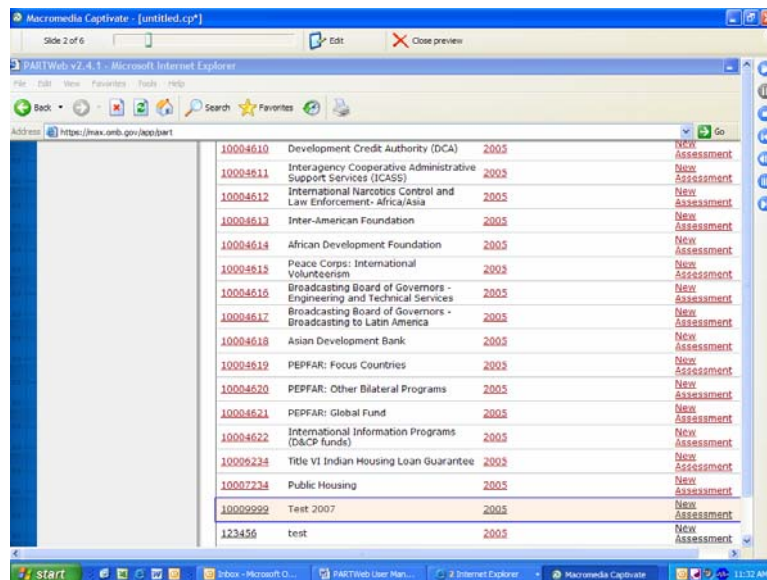 Macromedia Captivate - [untitled.cp*]
Slide 2 of 6 Edit Close preview
PARTWeb v2.4.1 - Microsoft Internet Explorer
File Edit View Favorites Tools Help
Back Search Favorites
Address https://max.omb.gov/app/part Go
10004610 Development Credit Authority (DCA) 2005 New
Assessment
10004611 Interagency Cooperative Administrative 2005 New
Support Services (ICASS) Assessment
10004612 International Narcotics Control and 2005 New
Law Enforcement- Africa/Asia Assessment
10004613 Inter-American Foundation 2005 New
Assessment
10004614 African Development Foundation 2005 New
Assessment
10004615 Peace Corps: International 2005 New
Volunteerism Assessment
10004616 Broadcasting Board of Governors - 2005 New
Engineering and Technical Services Assessment
10004617 Broadcasting Board of Governors - 2005 New
Broadcasting to Latin America Assessment
10004618 Asian Development Bank 2005 New
Assessment
10004619 PEPFAR: Focus Countries 2005 New
Assessment
10004620 PEPFAR: Other Bilateral Programs 2005 New
Assessment
10004621 PEPFAR: Global Fund 2005 New
Assessment
10004622 International Information Programs 2005 New
(D&CP funds) Assessment
10006234 Title VI Indian Housing Loan Guarantee 2005 New
Assessment
10007234 Public Housing 2005 New
Assessment
10009999 Test 2007 2005 New
Assessment
123456 test 2005 New
Assessment
start Inbox - Microsoft O... PARTWeb User Man... 2 Internet Explorer Macromedia Captivate 11:32 AM